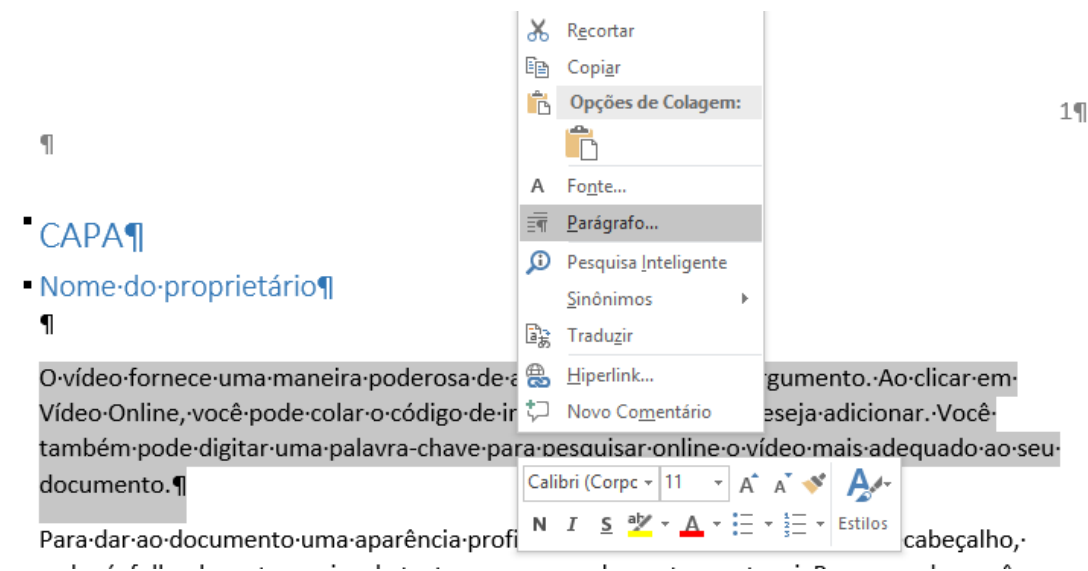 Recortar
Copiar
Opções de Colagem:
1¶
¶
Fonte...
Parágrafo...
CAPA¶
Pesquisa Inteligente
Nome·do·proprietário¶
Sinônimos
¶
Traduzir
Hiperlink...
Novo Comentário
O·vídeo·fornece·uma·maneira·poderosa·de· rgumento.·Ao·clicar·em·
Vídeo·Online,·você·pode·colar·o·código·de· eseja·adicionar.·Você·
também·pode·digitar·uma·palavra-chave·para·pesquisar·online·o·vídeo·mais·adequado·ao·seu·
documento.¶
Calibri (Corpc 11 A A A
N I S aby A Estilos
Para·dar·ao·documento·uma·aparência·profi cabeçalho,·